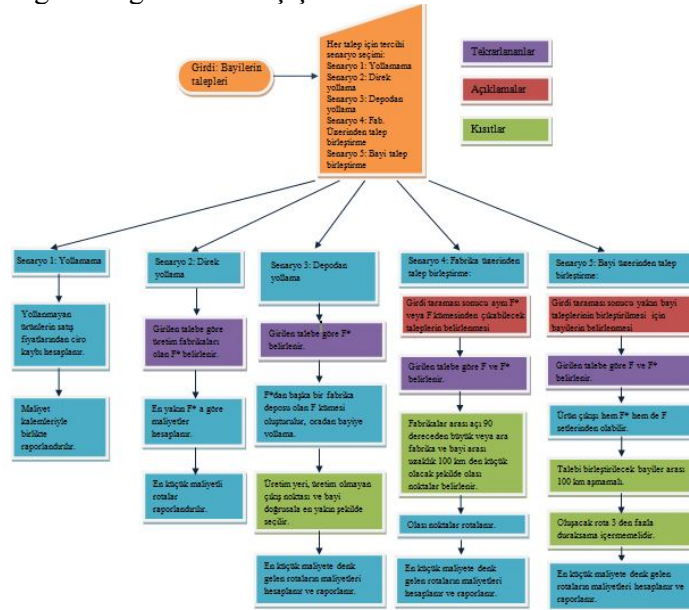 Girdi: Bayilerin
talepleri
Her talep için tercihi
senaryo seçimi:
Senaryo 1: Yollamama
Senaryo 2: Direk
yollama
Senaryo 3: Depodan
yollama
Senaryo 4: Fab.
Üzerinden talep
birleştirme
Senaryo 5: Bayi talep
birleştirme
Tekrarlananlar
Açıklamalar
Kısıtlar
Senaryo 1: Yollamama
Yollanmayan
ürünlerin satış
fiyatlarından ciro
kaybı hesaplanır.
Maliyet
kalemleriyle
birlikte
raporlandırılır.
Senaryo 2: Direk
yollama
Girilen talebe göre
üretim fabrikaları
olan F* belirlenir.
En yakın F* a göre
maliyetler
hesaplanır.
En küçük maliyetli
rotalar
raporlandırılır.
Senaryo 3: Depodan
yollama
Girilen talebe göre F*
belirlenir.
F*dan başka bir fabrika
deposu olan F kümesi
oluşturulur, oradan bayiye
yollama.
Üretim yeri, üretim olmayan
çıkış noktası ve bayi
doğrusala en yakın şekilde
seçilir.
En küçük maliyete denk
gelen rotaların maliyetleri
hesaplanır ve raporlanır.
Senaryo 4: Fabrika üzerinden
talep birleştirme:
Girdi taraması sonucu aynı F*
veya F kümesinden çıkabilecek
taleplerin belirlenmesi
Girilen talebe göre F ve F*
belirlenir.
Fabrikalar arası açı 90
dereceden büyük veya ara
fabrika ve bayi arası
uzaklık 100 km den küçük
olacak şekilde olası
noktalar belirlenir.
Olası noktalar rotalanır.
En küçük maliyete denk
gelen rotaların maliyetleri
hesaplanır ve raporlanır.
Senaryo 5: Bayi üzerinden talep
birleştirme:
Girdi taraması sonucu yakın bayi
taleplerinin birleştirilmesi için
bayilerin belirlenmesi
Girilen talebe göre F ve F*
belirlenir.
Ürün çıkışı hem F* hem de F
setlerinden olabilir.
Talebi birleştirilecek bayiler arası
100 km aşmamalı.
Oluşacak rota 3 den fazla
duraksama içermemelidir.
En küçük maliyete denk gelen
rotaların maliyetleri hesaplanır ve
raporlanır.